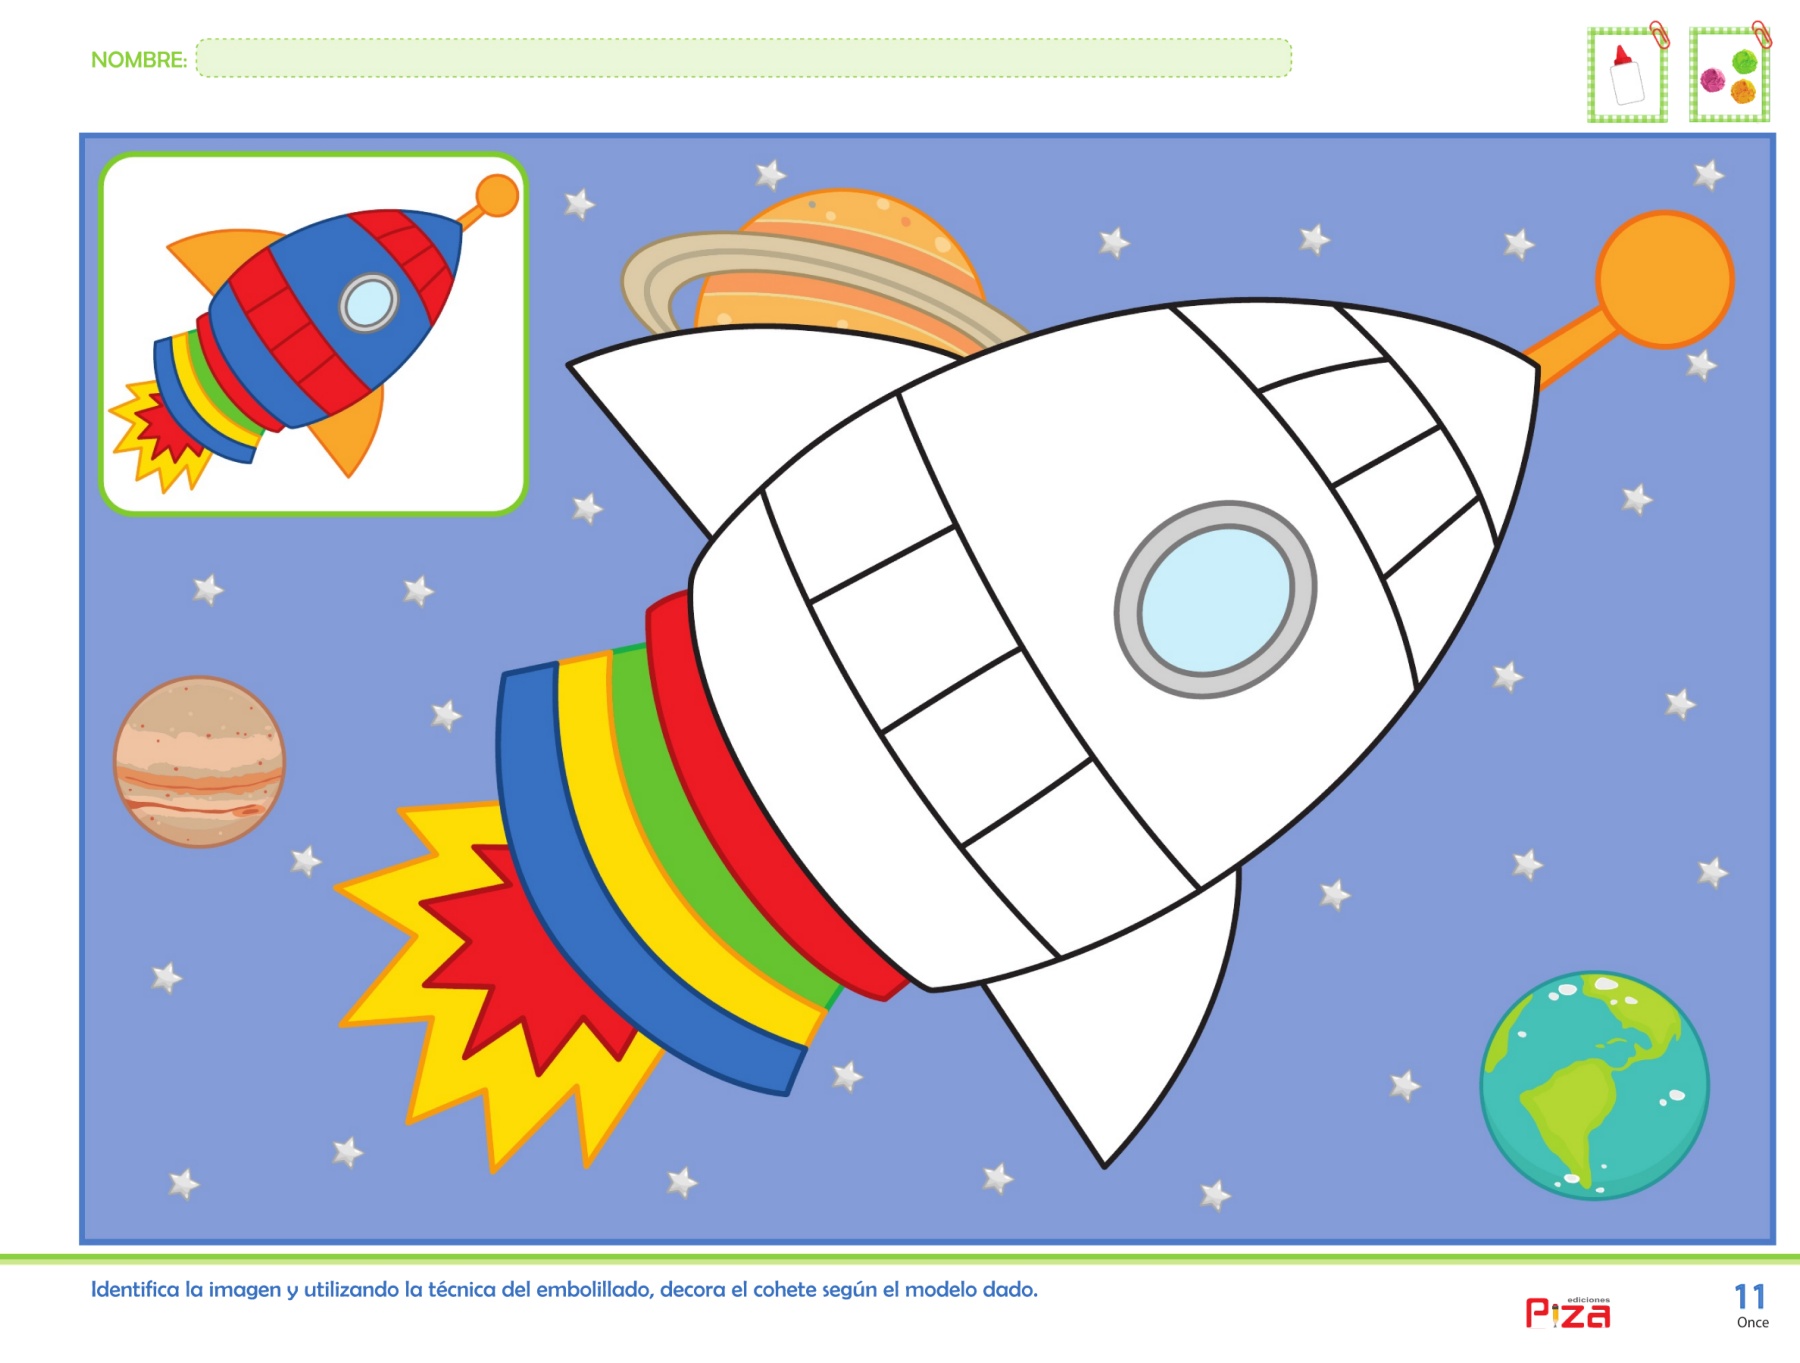 NOMBRE:
Identifica la imagen y utilizando la técnica del embolillado, decora el cohete según el modelo dado.
ediciones
Piza
11
Once